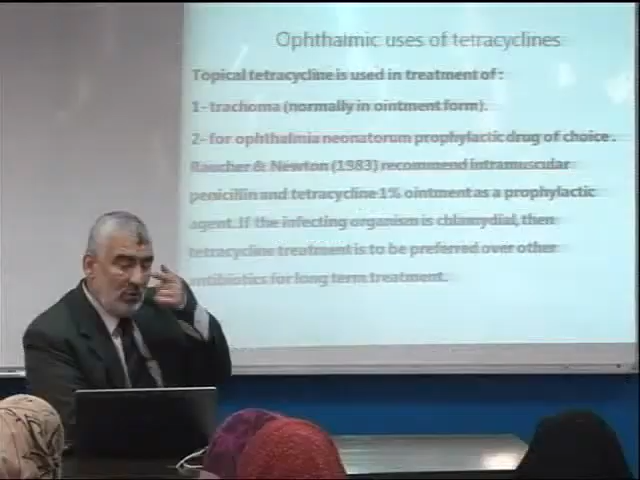 Ophthalmic uses of tetracyclines
Topical tetracycline is used in treatment of :
1- trachoma (normally in ointment form).
2- for ophthalmia neonatorum prophylactic drug of choice .
Raucher & Newton (1983) recommend intramuscular
penicillin and tetracycline 1% ointment as a prophylactic
agent. If the infecting organism is chlamydial, then
tetracycline treatment is to be preferred over other
antibiotics for long term treatment.